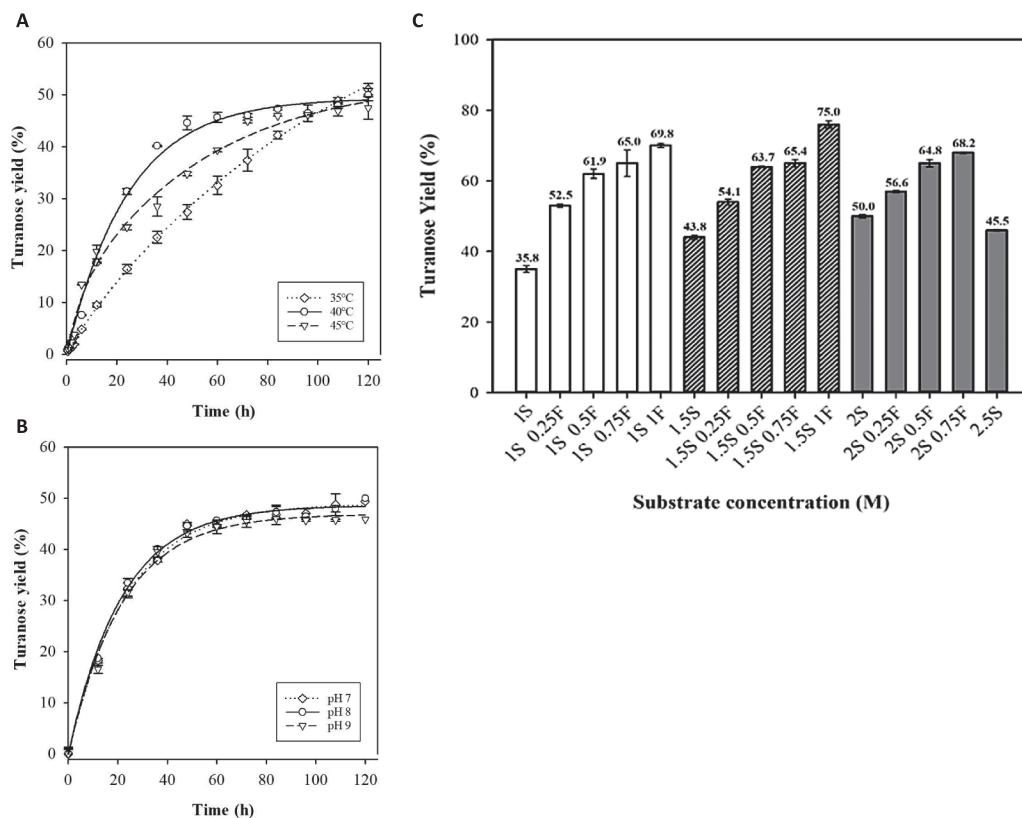 A
60
50
40
30
20
10
0
Turanose yield (%)
35°C
40°C
45°C
0 20 40 60 80 100 120
Time (h)
B
60
50
40
30
20
10
0
Turanose yield (%)
pH 7
pH 8
pH 9
0 20 40 60 80 100 120
Time (h)
C
100
80
60
40
20
0
Turanose Yield (%)
35.8
52.5
61.9
65.0
69.8
43.8
54.1
63.7
65.4
75.0
50.0
56.6
64.8
68.2
45.5
1S
1S 0.25F
1S 0.5F
1S 0.75F
1S 1F
1.5S
1.5S 0.25F
1.5S 0.5F
1.5S 0.75F
1.5S 1F
2S
2S 0.25F
2S 0.5F
2S 0.75F
2.5S
Substrate concentration (M)